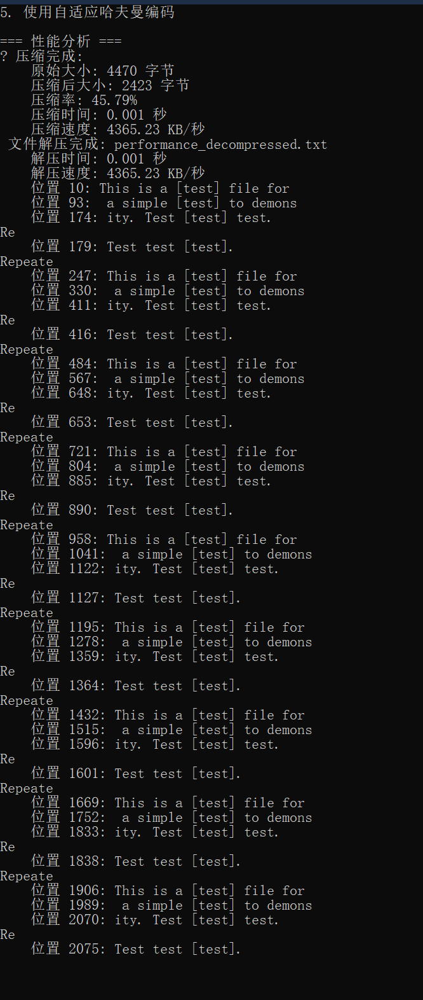 5. 使用自适应哈夫曼编码
=== 性能分析 ===
? 压缩完成:
原始大小: 4470 字节
压缩后大小: 2423 字节
压缩率: 45.79%
压缩时间: 0.001 秒
压缩速度: 4365.23 KB/秒
文件解压完成: performance_decompressed.txt
解压时间: 0.001 秒
解压速度: 4365.23 KB/秒
位置 10: This is a [test] file for
位置 93:  a simple [test] to demons
位置 174: ity. Test [test] test.
Re
位置 179: Test test [test].
Repeate
位置 247: This is a [test] file for
位置 330:  a simple [test] to demons
位置 411: ity. Test [test] test.
Re
位置 416: Test test [test].
Repeate
位置 484: This is a [test] file for
位置 567:  a simple [test] to demons
位置 648: ity. Test [test] test.
Re
位置 653: Test test [test].
Repeate
位置 721: This is a [test] file for
位置 804:  a simple [test] to demons
位置 885: ity. Test [test] test.
Re
位置 890: Test test [test].
Repeate
位置 958: This is a [test] file for
位置 1041:  a simple [test] to demons
位置 1122: ity. Test [test] test.
Re
位置 1127: Test test [test].
Repeate
位置 1195: This is a [test] file for
位置 1278:  a simple [test] to demons
位置 1359: ity. Test [test] test.
Re
位置 1364: Test test [test].
Repeate
位置 1432: This is a [test] file for
位置 1515:  a simple [test] to demons
位置 1596: ity. Test [test] test.
Re
位置 1601: Test test [test].
Repeate
位置 1669: This is a [test] file for
位置 1752:  a simple [test] to demons
位置 1833: ity. Test [test] test.
Re
位置 1838: Test test [test].
Repeate
位置 1906: This is a [test] file for
位置 1989:  a simple [test] to demons
位置 2070: ity. Test [test] test.
Re
位置 2075: Test test [test].